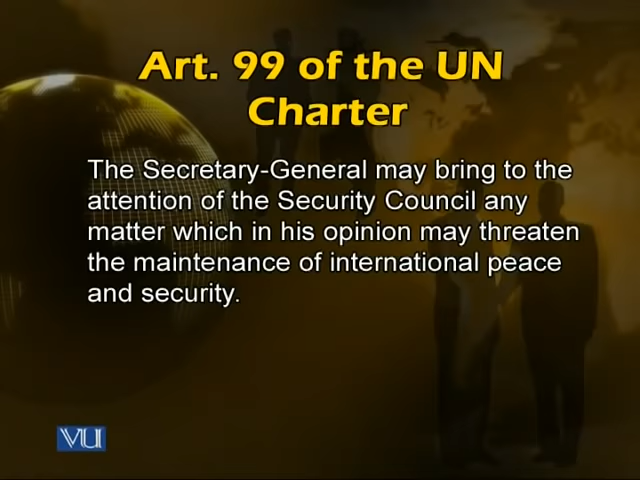 Art. 99 of the UN
Charter
The Secretary-General may bring to the
attention of the Security Council any
matter which in his opinion may threaten
the maintenance of international peace
and security.
VU